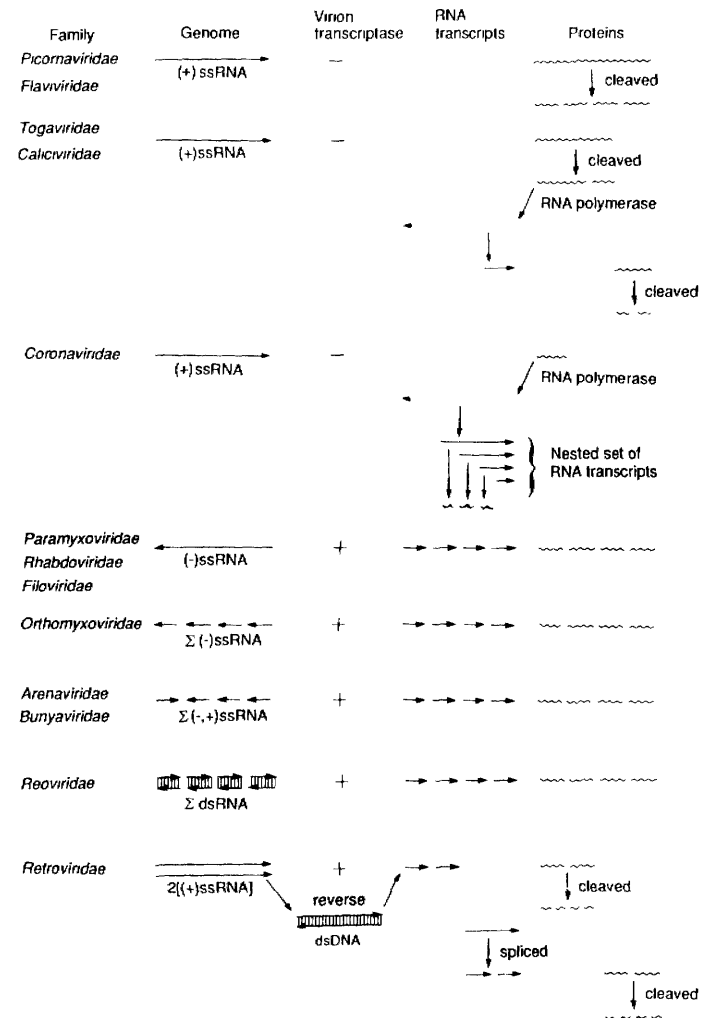 Family Genome Virion transcriptase RNA transcripts Proteins
Picornaviridae
(+) ssRNA
–
Flaviviridae
cleaved
Togaviridae
Caliciviridae
(+)ssRNA
–
cleaved
RNA polymerase
cleaved
Coronaviridae
(+)ssRNA
–
RNA polymerase
Nested set of
RNA transcripts
Paramyxoviridae
Rhabdoviridae
(-)ssRNA
+
Filoviridae
Orthomyxoviridae
Σ (-)ssRNA
+
Arenaviridae
Bunyaviridae
Σ(-,+)ssRNA
+
Reoviridae
Σ dsRNA
+
Retroviridae
2[(+)ssRNA]
+
reverse
dsDNA
cleaved
spliced
cleaved